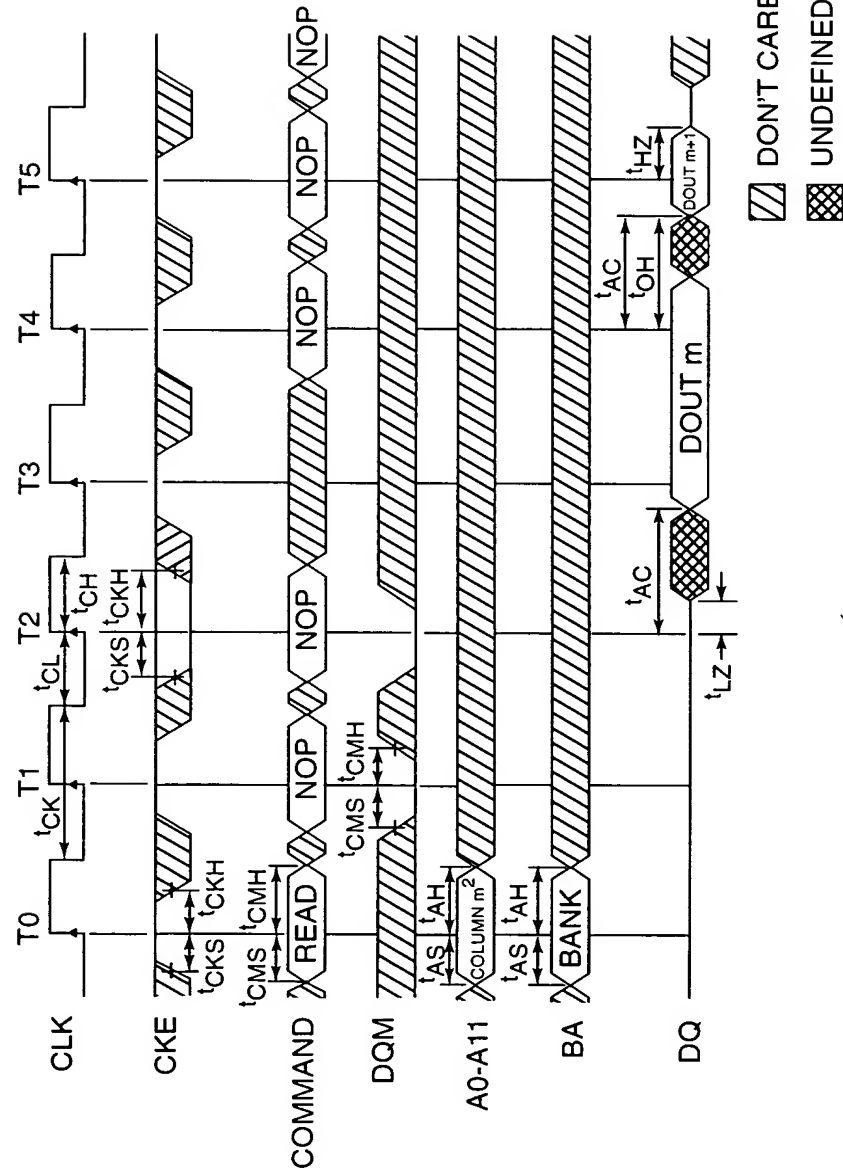 T0 T1 T2 T3 T4 T5
CLK
tCK tCL tCH
CKE
tCKS tCKH tCKS tCKH
COMMAND
READ NOP NOP NOP NOP NOP
tCMS tCMH
DQM
tCMS tCMH
A0-A11
COLUMN m²
tAS tAH
BA
BANK
tAS tAH
DQ
DOUT m DOUT m+1
tLZ tAC tAC tOH tHZ
DON'T CARE
UNDEFINED